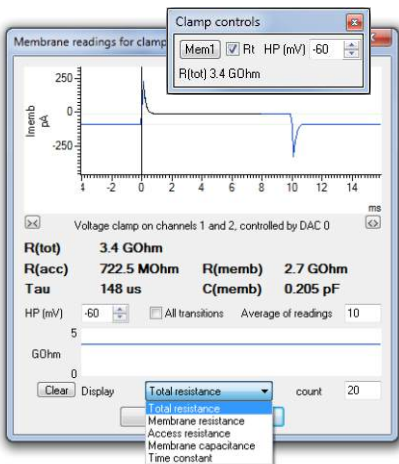 Clamp controls
Membrane readings for clamp
Mem1 Rt HP (mV) -60
R(tot) 3.4 GOhm
250
0
-250
Imemb
pA
4 -2 0 2 4 6 8 10 12 14
ms
Voltage clamp on channels 1 and 2, controlled by DAC 0
R(tot) 3.4 GOhm
R(acc) 722.5 MOhm R(memb) 2.7 GOhm
Tau 148 us C(memb) 0.205 pF
HP (mV) -60 All transitions Average of readings 10
5
GOhm
0
Clear Display Total resistance count 20
Total resistance
Membrane resistance
Access resistance
Membrane capacitance
Time constant